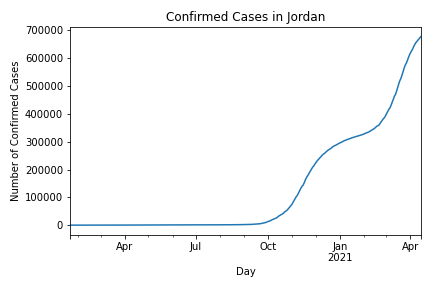 Confirmed Cases in Jordan
Number of Confirmed Cases
700000
600000
500000
400000
300000
200000
100000
0
Apr
Jul
Oct
Jan
2021
Apr
Day